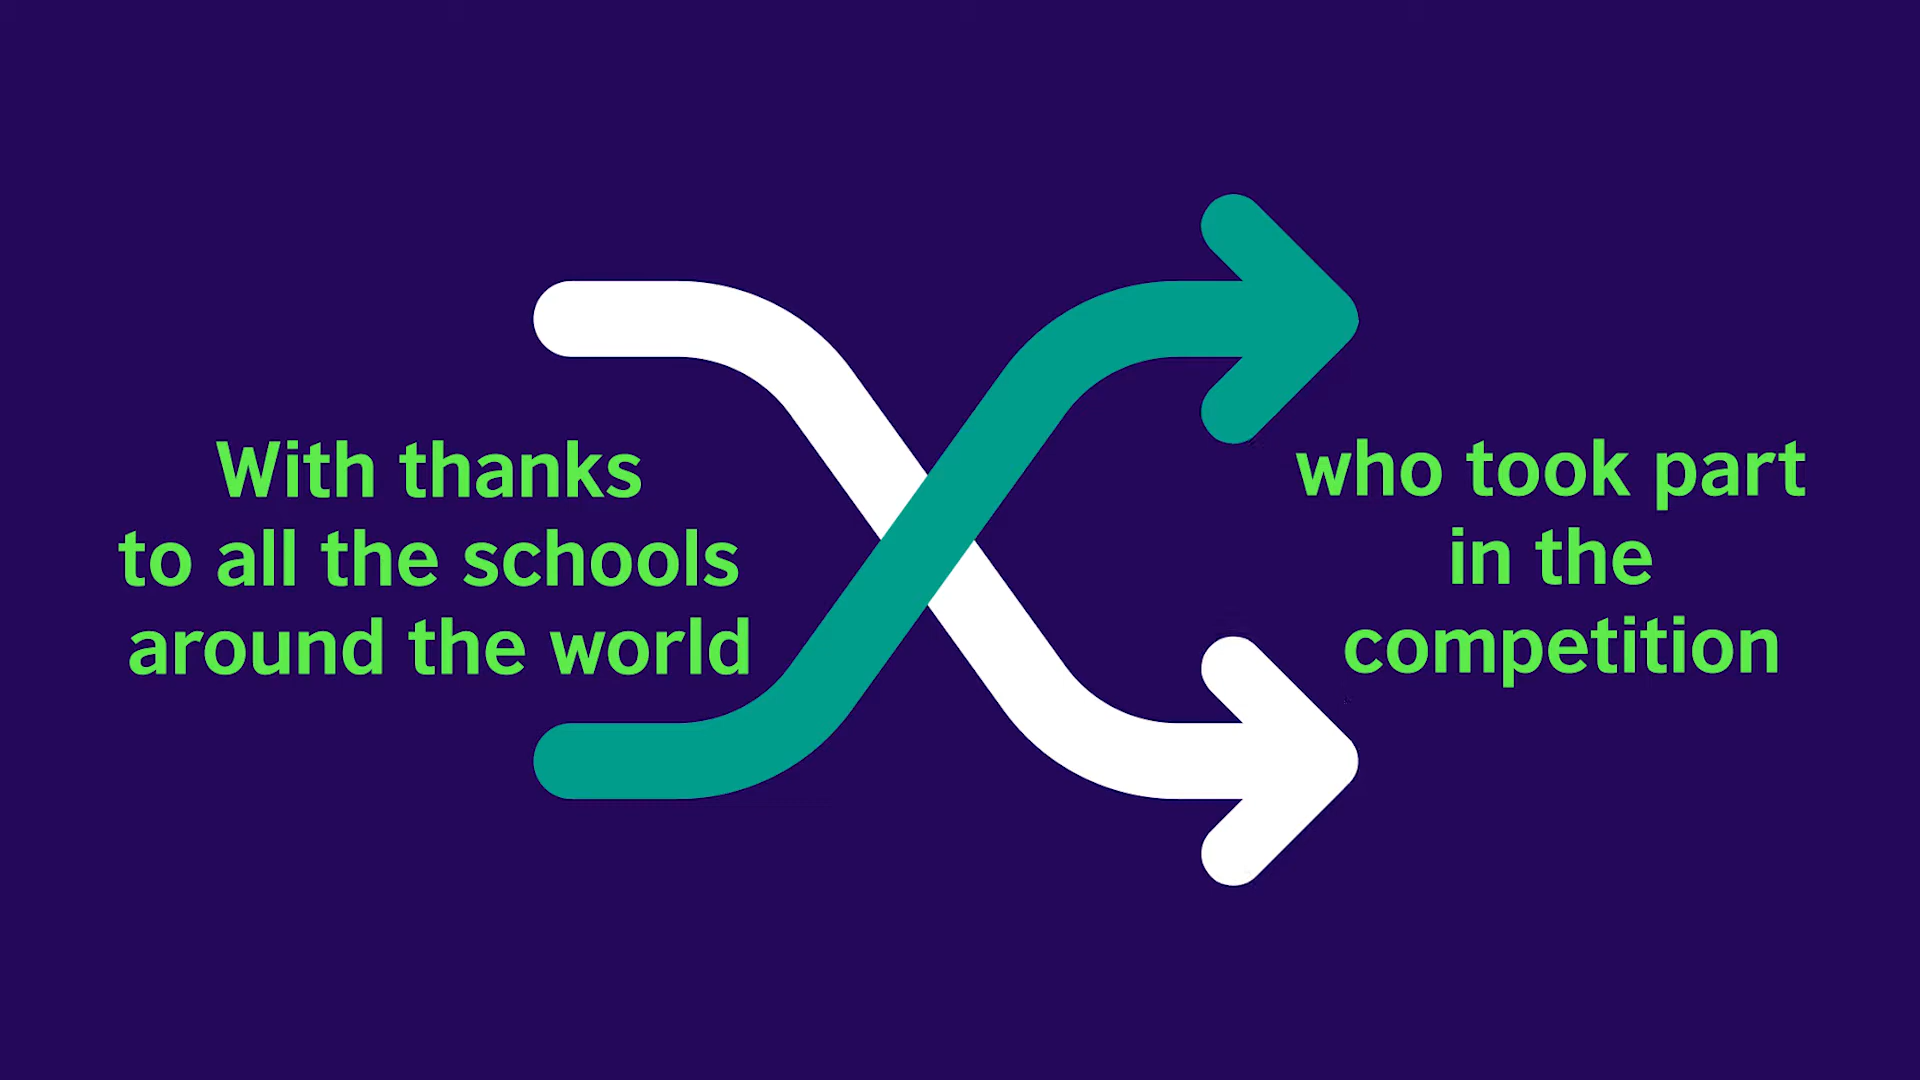 With thanks
to all the schools
around the world
who took part
in the
competition